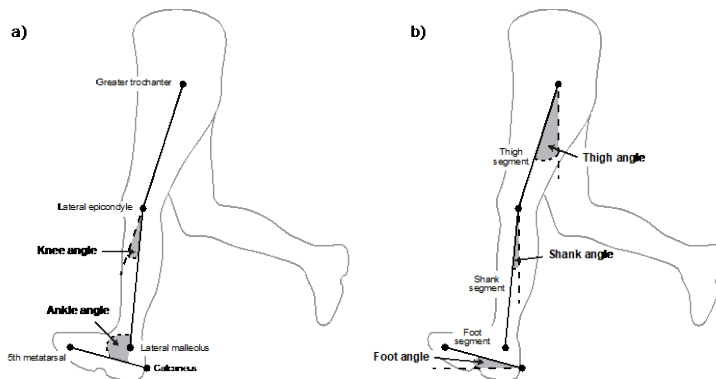 a)
Greater trochanter
Lateral epicondyle
Knee angle
Ankle angle
5th metatarsal
Lateral malleolus
Calcaneus
b)
Thigh
segment
Thigh angle
Shank angle
Shank
segment
Foot
segment
Foot angle